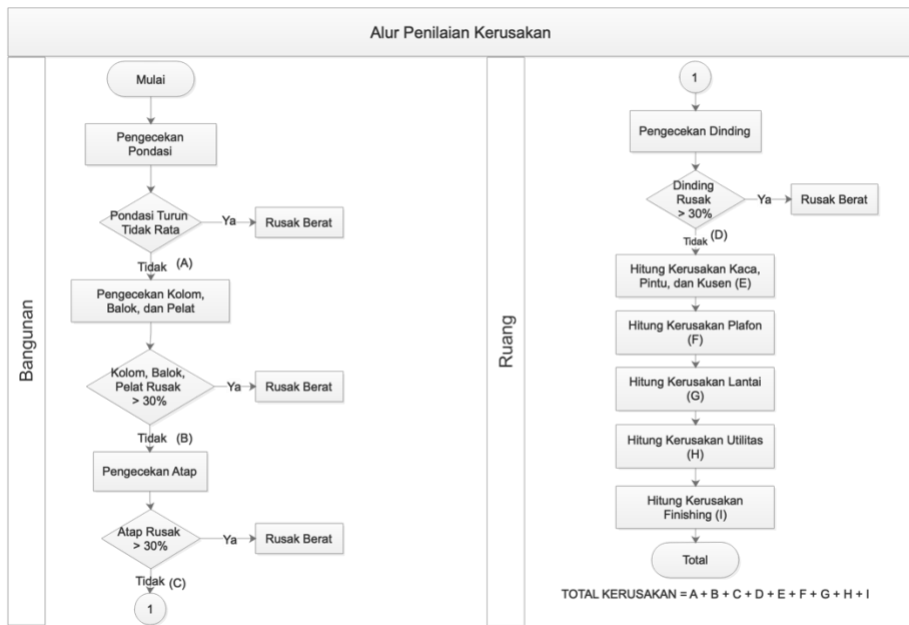 Alur Penilaian Kerusakan
Bangunan
Mulai
Pengecekan
Pondasi
Pondasi Turun
Tidak Rata
Ya
Rusak Berat
Tidak (A)
Pengecekan Kolom,
Balok, dan Pelat
Kolom, Balok,
Pelat Rusak
> 30%
Ya
Rusak Berat
Tidak (B)
Pengecekan Atap
Atap Rusak
> 30%
Ya
Rusak Berat
Tidak (C)
1
Ruang
1
Pengecekan Dinding
Dinding
Rusak
> 30%
Ya
Rusak Berat
Tidak (D)
Hitung Kerusakan Kaca,
Pintu, dan Kusen (E)
Hitung Kerusakan Plafon
(F)
Hitung Kerusakan Lantai
(G)
Hitung Kerusakan Utilitas
(H)
Hitung Kerusakan
Finishing (I)
Total
TOTAL KERUSAKAN = A + B + C + D + E + F + G + H + I